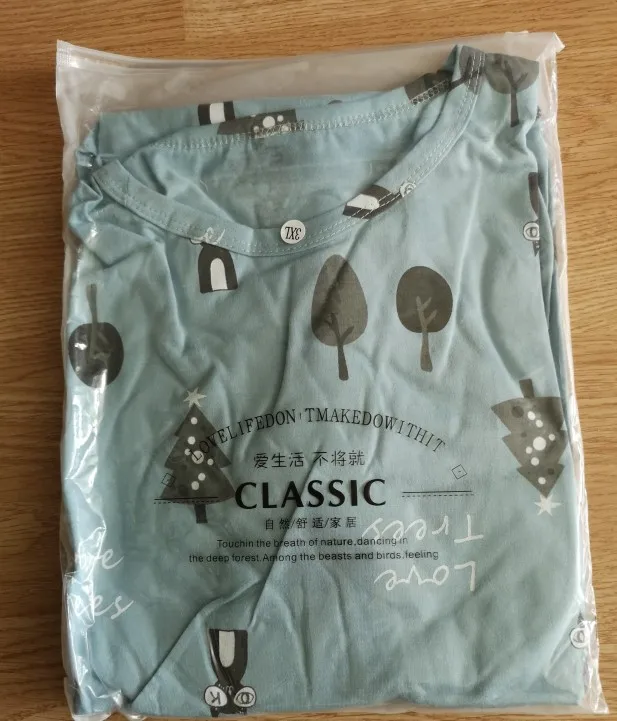 3XL
LOVELIFEDON'TMAKEDOWITHIT
爱生活 不将就
CLASSIC
自然/舒适/家居
Touchin the breath of nature,dancing in
the deep forest.Among the beasts and birds,feeling
Love
Trees
K